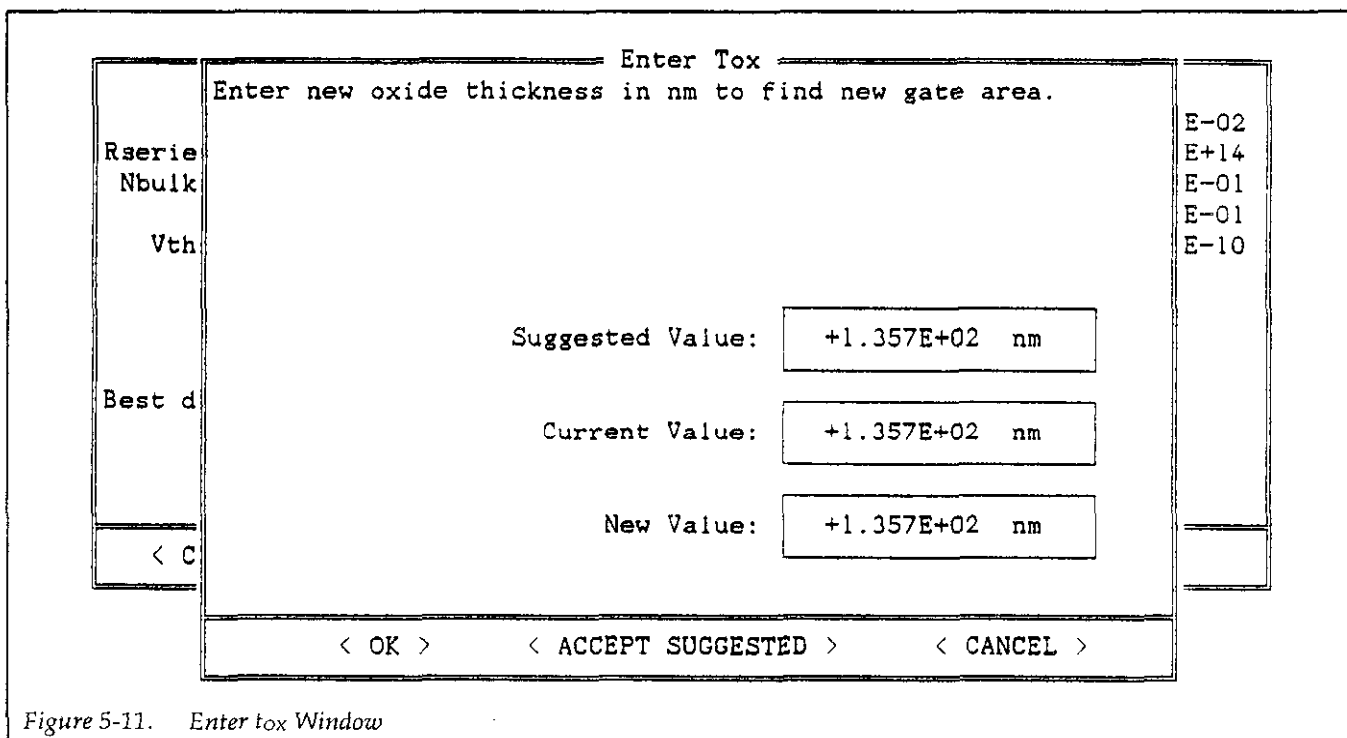 Enter Tox
Enter new oxide thickness in nm to find new gate area.
E-02
Rserie E+14
Nbulk E-01
E-01
Vth E-10
Suggested Value: +1.357E+02 nm
Best d
Current Value: +1.357E+02 nm
New Value: +1.357E+02 nm
< C
< OK > < ACCEPT SUGGESTED > < CANCEL >
Figure 5-11. Enter tox Window